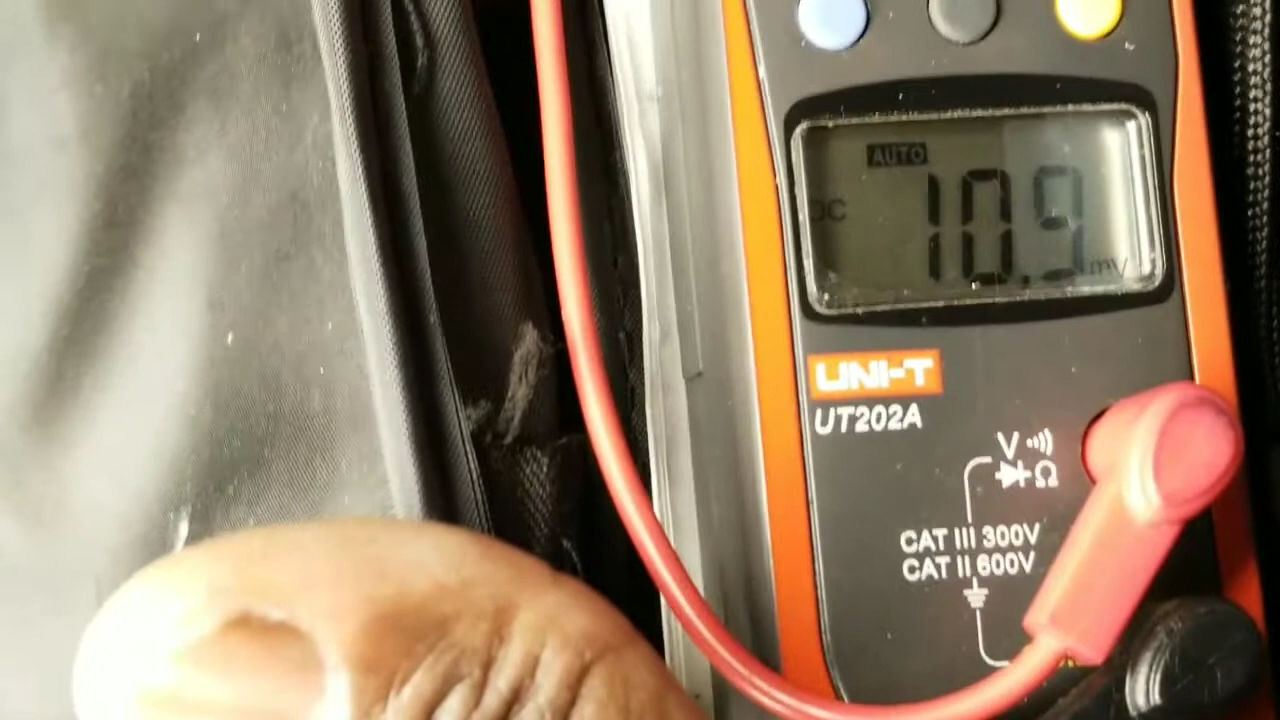 AUTO
DC
10.9 mV
UNI-T
UT202A
V
Ω
CAT III 300V
CAT II 600V